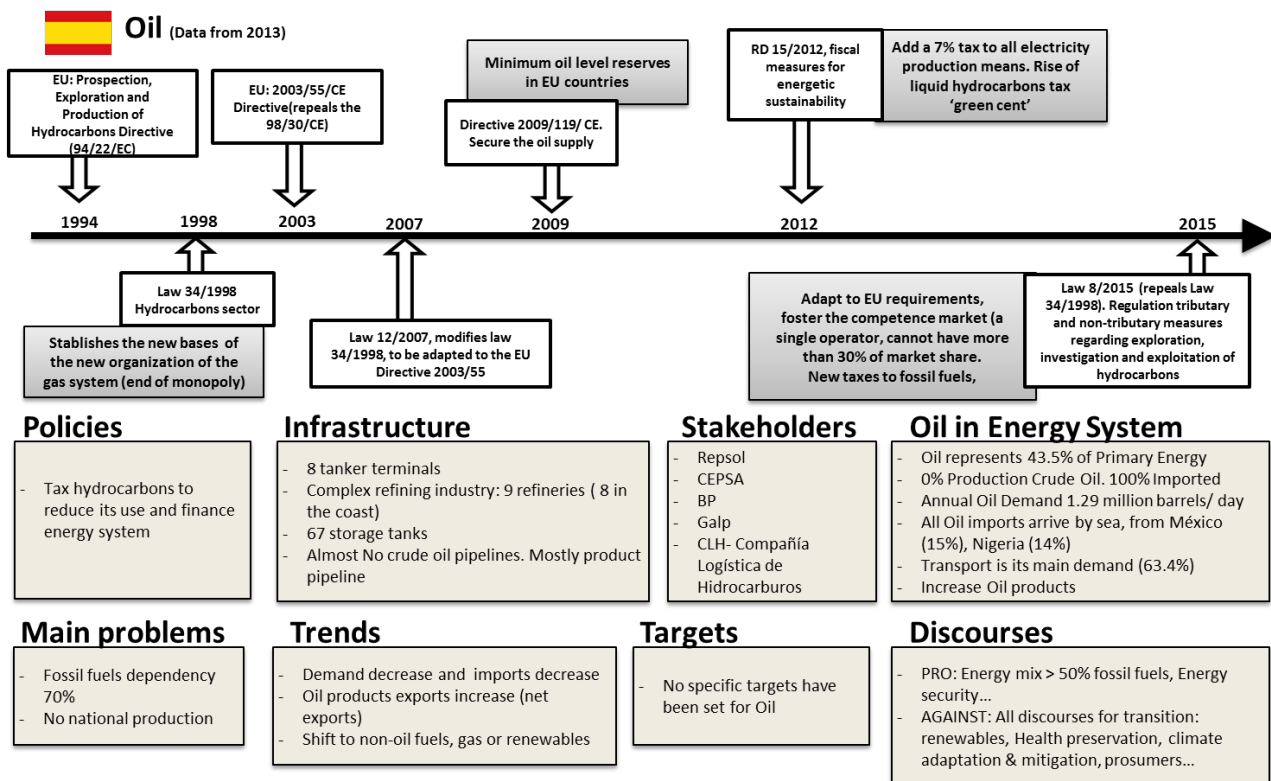 Oil (Data from 2013)
EU: Prospection,
Exploration and
Production of
Hydrocarbons Directive
(94/22/EC)
EU: 2003/55/CE
Directive(repeals the
98/30/CE)
Minimum oil level reserves
in EU countries
Directive 2009/119/ CE.
Secure the oil supply
RD 15/2012, fiscal
measures for
energetic
sustainability
Add a 7% tax to all electricity
production means. Rise of
liquid hydrocarbons tax
‘green cent’
1994
1998
2003
2007
2009
2012
2015
Law 34/1998
Hydrocarbons sector
Stablishes the new bases of
the new organization of the
gas system (end of monopoly)
Law 12/2007, modifies law
34/1998, to be adapted to the EU
Directive 2003/55
Adapt to EU requirements,
foster the competence market (a
single operator, cannot have more
than 30% of market share.
New taxes to fossil fuels,
Law 8/2015 (repeals Law
34/1998). Regulation tributary
and non-tributary measures
regarding exploration,
investigation and exploitation of
hydrocarbons
Policies
- Tax hydrocarbons to
reduce its use and finance
energy system
Infrastructure
- 8 tanker terminals
- Complex refining industry: 9 refineries ( 8 in
the coast)
- 67 storage tanks
- Almost No crude oil pipelines. Mostly product
pipeline
Stakeholders
- Repsol
- CEPSA
- BP
- Galp
- CLH- Compañía
Logística de
Hidrocarburos
Oil in Energy System
- Oil represents 43.5% of Primary Energy
- 0% Production Crude Oil. 100% Imported
- Annual Oil Demand 1.29 million barrels/ day
- All Oil imports arrive by sea, from México
(15%), Nigeria (14%)
- Transport is its main demand (63.4%)
- Increase Oil products
Main problems
- Fossil fuels dependency
70%
- No national production
Trends
- Demand decrease and imports decrease
- Oil products exports increase (net
exports)
- Shift to non-oil fuels, gas or renewables
Targets
- No specific targets have
been set for Oil
Discourses
- PRO: Energy mix > 50% fossil fuels, Energy
security...
- AGAINST: All discourses for transition:
renewables, Health preservation, climate
adaptation & mitigation, prosumers...